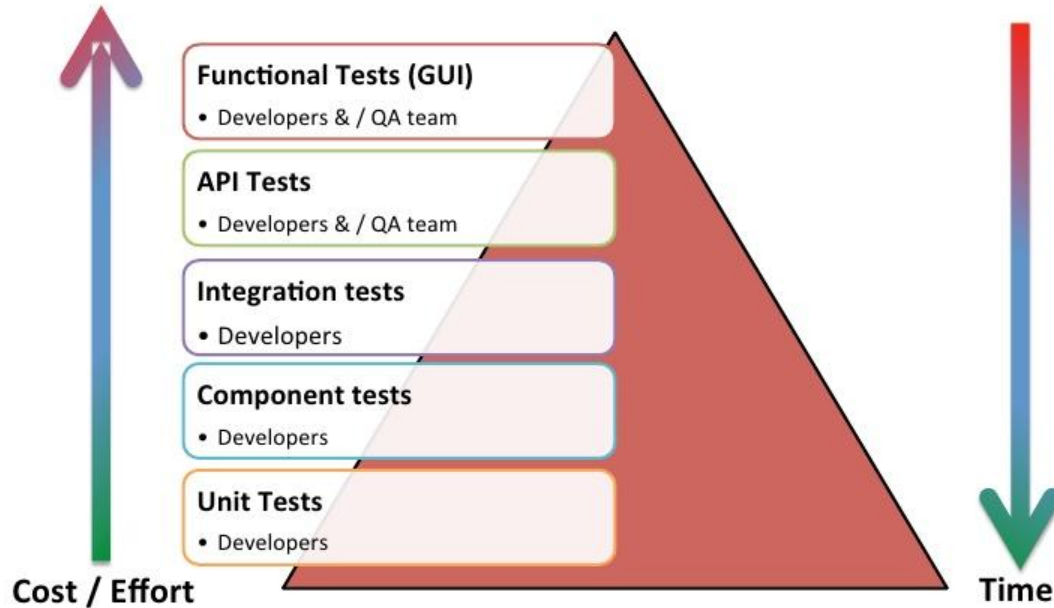 Functional Tests (GUI)
• Developers & / QA team
API Tests
• Developers & / QA team
Integration tests
• Developers
Component tests
• Developers
Unit Tests
• Developers
Cost / Effort
Time